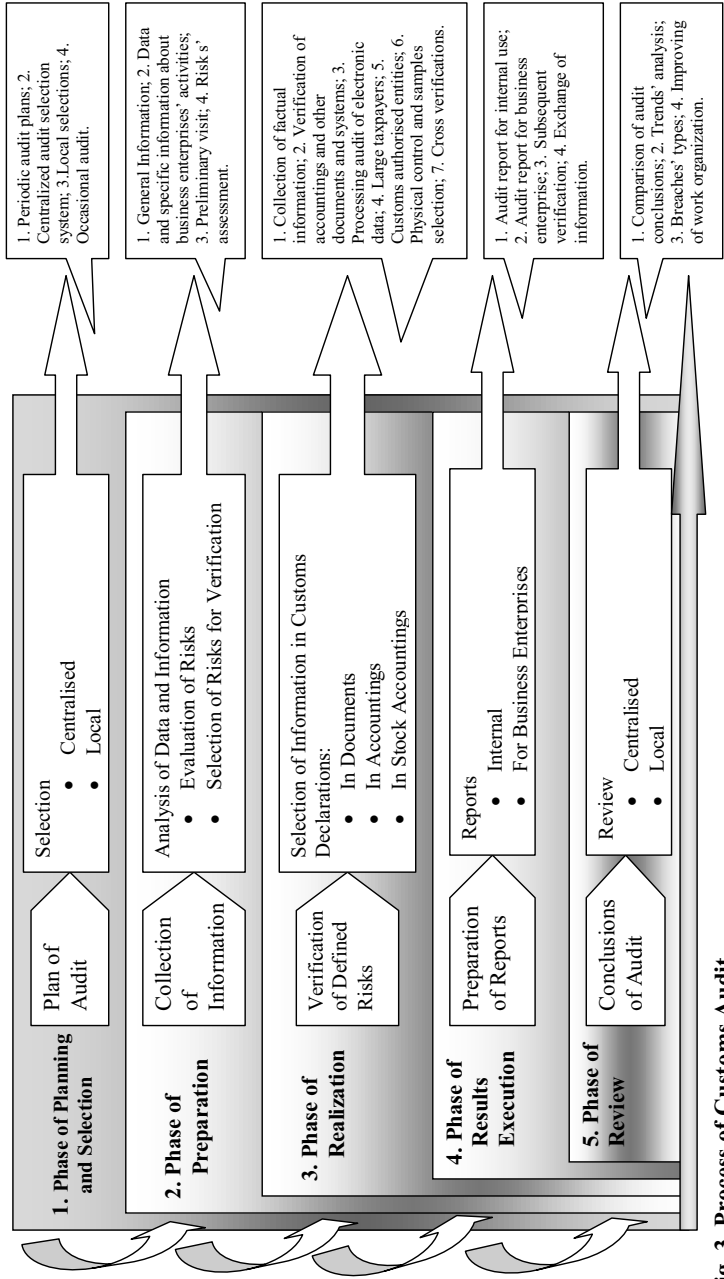 1. Phase of Planning
and Selection
Plan of
Audit
Selection
• Centralised
• Local
1. Periodic audit plans; 2.
Centralized audit selection
system; 3.Local selections; 4.
Occasional audit.
2. Phase of
Preparation
Collection
of
Information
Analysis of Data and Information
• Evaluation of Risks
• Selection of Risks for Verification
1. General Information; 2. Data
and specific information about
business enterprises' activities;
3. Preliminary visit; 4. Risk s'
assessment.
3. Phase of
Realization
Verification
of Defined
Risks
Selection of Information in Customs
Declarations:
• In Documents
• In Accountings
• In Stock Accountings
1. Collection of factual
information; 2. Verification of
accountings and other
documents and systems; 3.
Processing audit of electronic
data; 4. Large taxpayers; 5.
Customs authorised entities; 6.
Physical control and samples
selection; 7. Cross verifications.
4. Phase of
Results
Execution
Preparation
of Reports
Reports
• Internal
• For Business Enterprises
1. Audit report for internal use;
2. Audit report for business
enterprise; 3. Subsequent
verification; 4. Exchange of
information.
5. Phase of
Review
Conclusions
of Audit
Review
• Centralised
• Local
1. Comparison of audit
conclusions; 2. Trends' analysis;
3. Breaches' types; 4. Improving
of work organization.
3. Process of Customs Audit